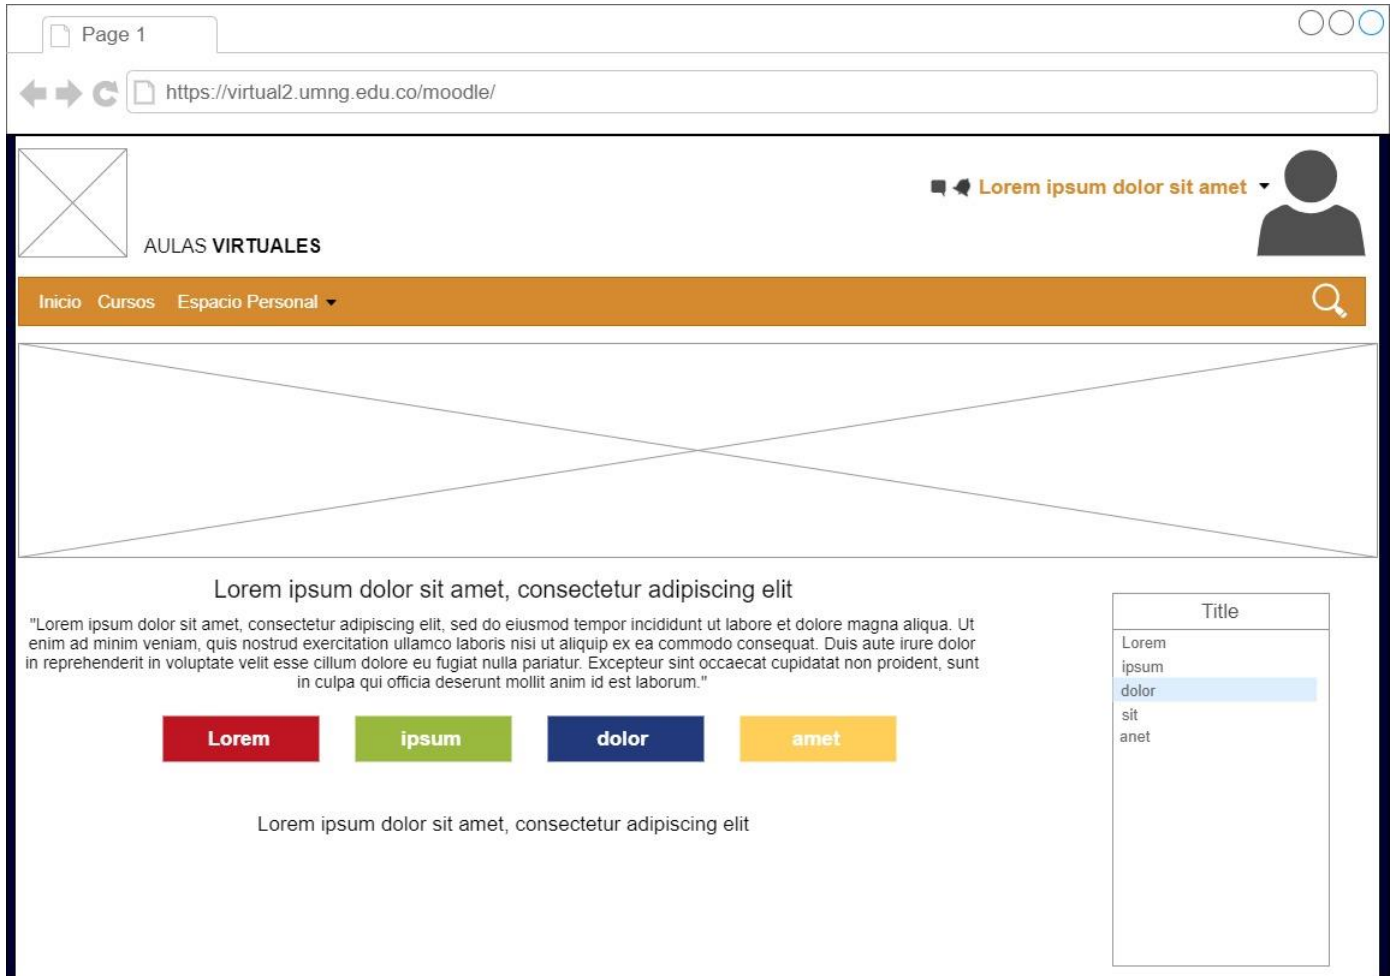 Page 1
https://virtual2.umng.edu.co/moodle/
Lorem ipsum dolor sit amet
AULAS VIRTUALES
Inicio Cursos Espacio Personal
Lorem ipsum dolor sit amet, consectetur adipiscing elit
"Lorem ipsum dolor sit amet, consectetur adipiscing elit, sed do eiusmod tempor incididunt ut labore et dolore magna aliqua. Ut
enim ad minim veniam, quis nostrud exercitation ullamco laboris nisi ut aliquip ex ea commodo consequat. Duis aute irure dolor
in reprehenderit in voluptate velit esse cillum dolore eu fugiat nulla pariatur. Excepteur sint occaecat cupidatat non proident, sunt
in culpa qui officia deserunt mollit anim id est laborum."
Lorem ipsum dolor amet
Lorem ipsum dolor sit amet, consectetur adipiscing elit
Title
Lorem
ipsum
dolor
sit
anet